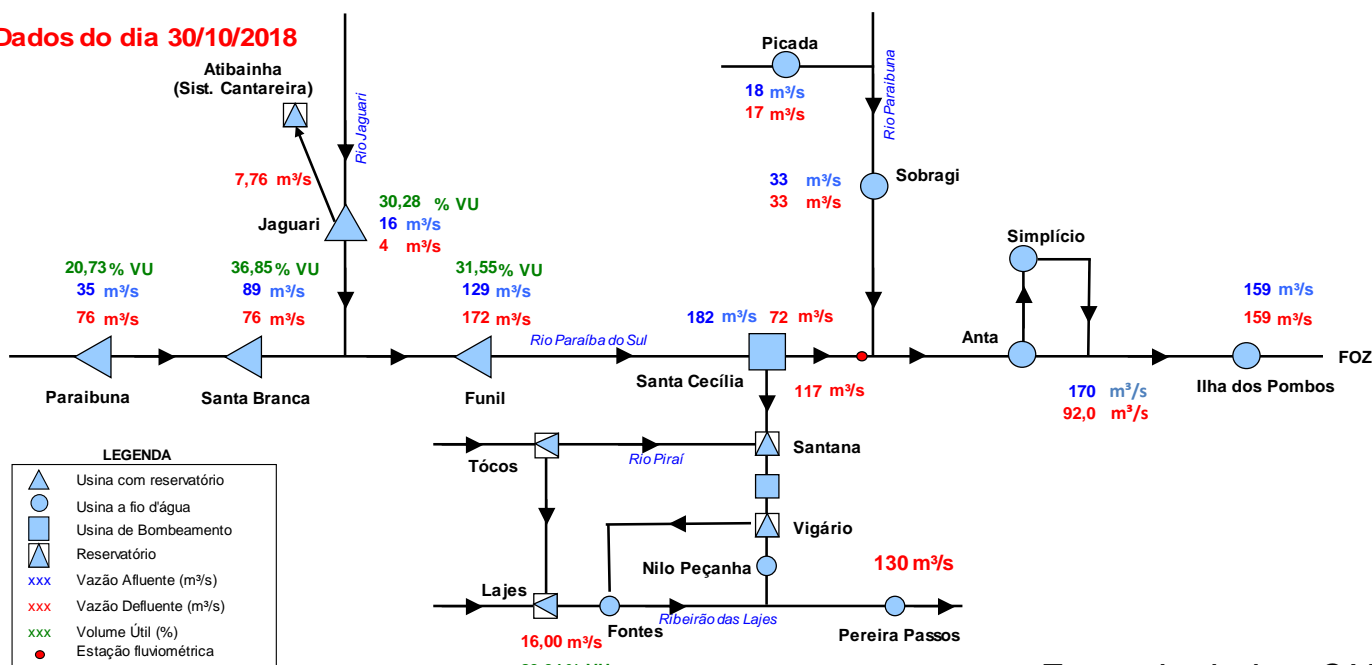 Dados do dia 30/10/2018
Atibainha
(Sist. Cantareira)
Rio Jaguari
7,76 m³/s
Jaguari
30,28 % VU
16 m³/s
4 m³/s
Picada
18 m³/s
17 m³/s
Rio Paraibuna
Sobragi
33 m³/s
33 m³/s
20,73 % VU
35 m³/s
76 m³/s
Paraibuna
36,85 % VU
89 m³/s
76 m³/s
Santa Branca
31,55 % VU
129 m³/s
172 m³/s
Funil
Rio Paraíba do Sul
182 m³/s 72 m³/s
Santa Cecília
117 m³/s
Simplício
Anta
170 m³/s
92,0 m³/s
159 m³/s
159 m³/s
Ilha dos Pombos
FOZ
Tócos
Rio Piraí
Santana
Vigário
Nilo Peçanha
130 m³/s
Lajes
Fontes
Ribeirão das Lajes
Pereira Passos
16,00 m³/s
LEGENDA
Usina com reservatório
Usina a fio d'água
Usina de Bombeamento
Reservatório
xxx Vazão Afluente (m³/s)
xxx Vazão Defluente (m³/s)
xxx Volume Útil (%)
Estação fluviométrica